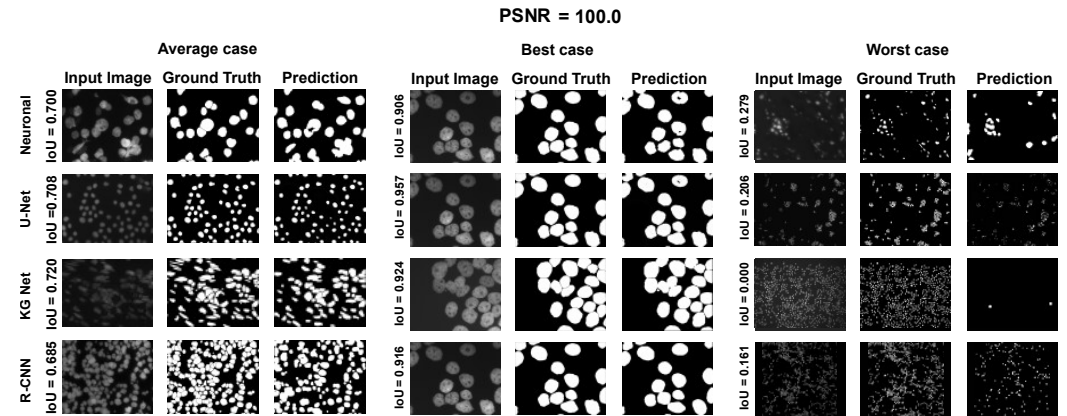 PSNR = 100.0
Average case
Best case
Worst case
Input Image Ground Truth Prediction
Input Image Ground Truth Prediction
Input Image Ground Truth Prediction
Neuronal
IoU = 0.700
IoU = 0.906
IoU = 0.279
U-Net
IoU =0.708
IoU = 0.957
IoU = 0.206
KG Net
IoU = 0.720
IoU = 0.924
IoU = 0.000
R-CNN
IoU = 0.685
IoU = 0.916
IoU = 0.161